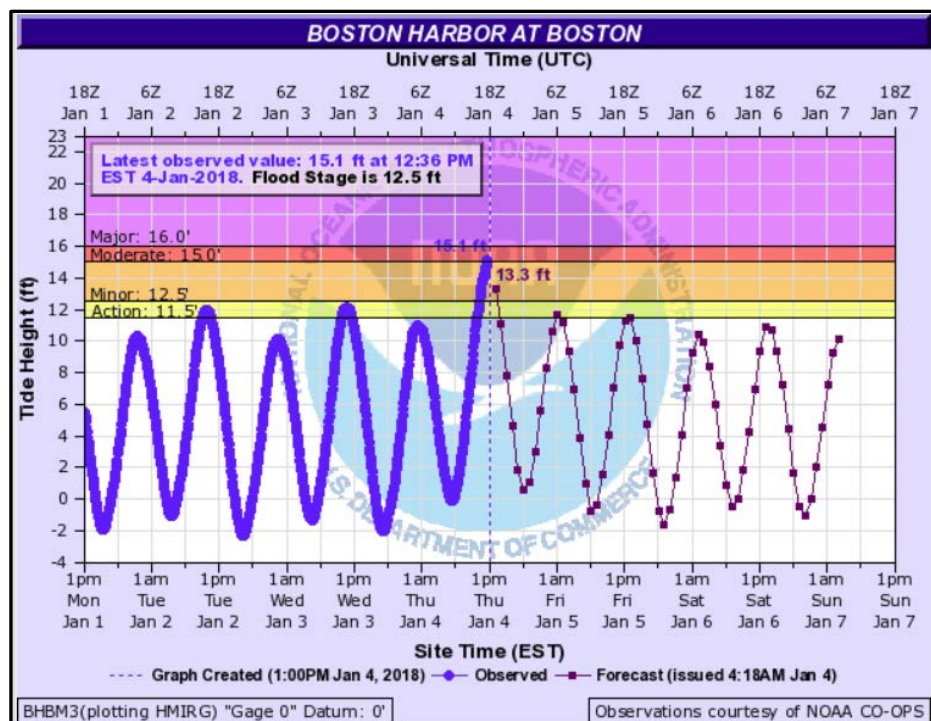 BOSTON HARBOR AT BOSTON
Universal Time (UTC)
18Z 6Z 18Z 6Z 18Z 6Z 18Z 6Z 18Z 6Z 18Z 6Z 18Z
Jan 1 Jan 2 Jan 2 Jan 3 Jan 3 Jan 4 Jan 4 Jan 5 Jan 5 Jan 6 Jan 6 Jan 7 Jan 7
Latest observed value: 15.1 ft at 12:36 PM
EST 4-Jan-2018. Flood Stage is 12.5 ft
Tide Height (ft)
23
22
20
18
16
14
12
10
8
6
4
2
0
-2
-4
Major: 16.0'
Moderate: 15.0'
Minor: 12.5'
Action: 11.5'
15.1 ft
13.3 ft
NATIONAL OCEANIC AND ATMOSPHERIC ADMINISTRATION
U.S. DEPARTMENT OF COMMERCE
1pm 1am 1pm 1am 1pm 1am 1pm 1am 1pm 1am 1pm 1am 1pm
Mon Tue Tue Wed Wed Thu Thu Fri Fri Sat Sat Sun Sun
Jan 1 Jan 2 Jan 2 Jan 3 Jan 3 Jan 4 Jan 4 Jan 5 Jan 5 Jan 6 Jan 6 Jan 7 Jan 7
Site Time (EST)
Graph Created (1:00PM Jan 4, 2018) Observed Forecast (issued 4:18AM Jan 4)
BHBM3(plotting HMIRG) "Gage 0" Datum: 0' Observations courtesy of NOAA CO-OPS